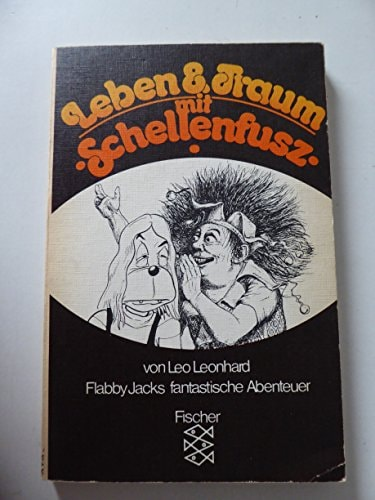 Leben & Traum
mit
·Schellenfusz·
von Leo Leonhard
Flabby Jacks fantastische Abenteuer
Fischer